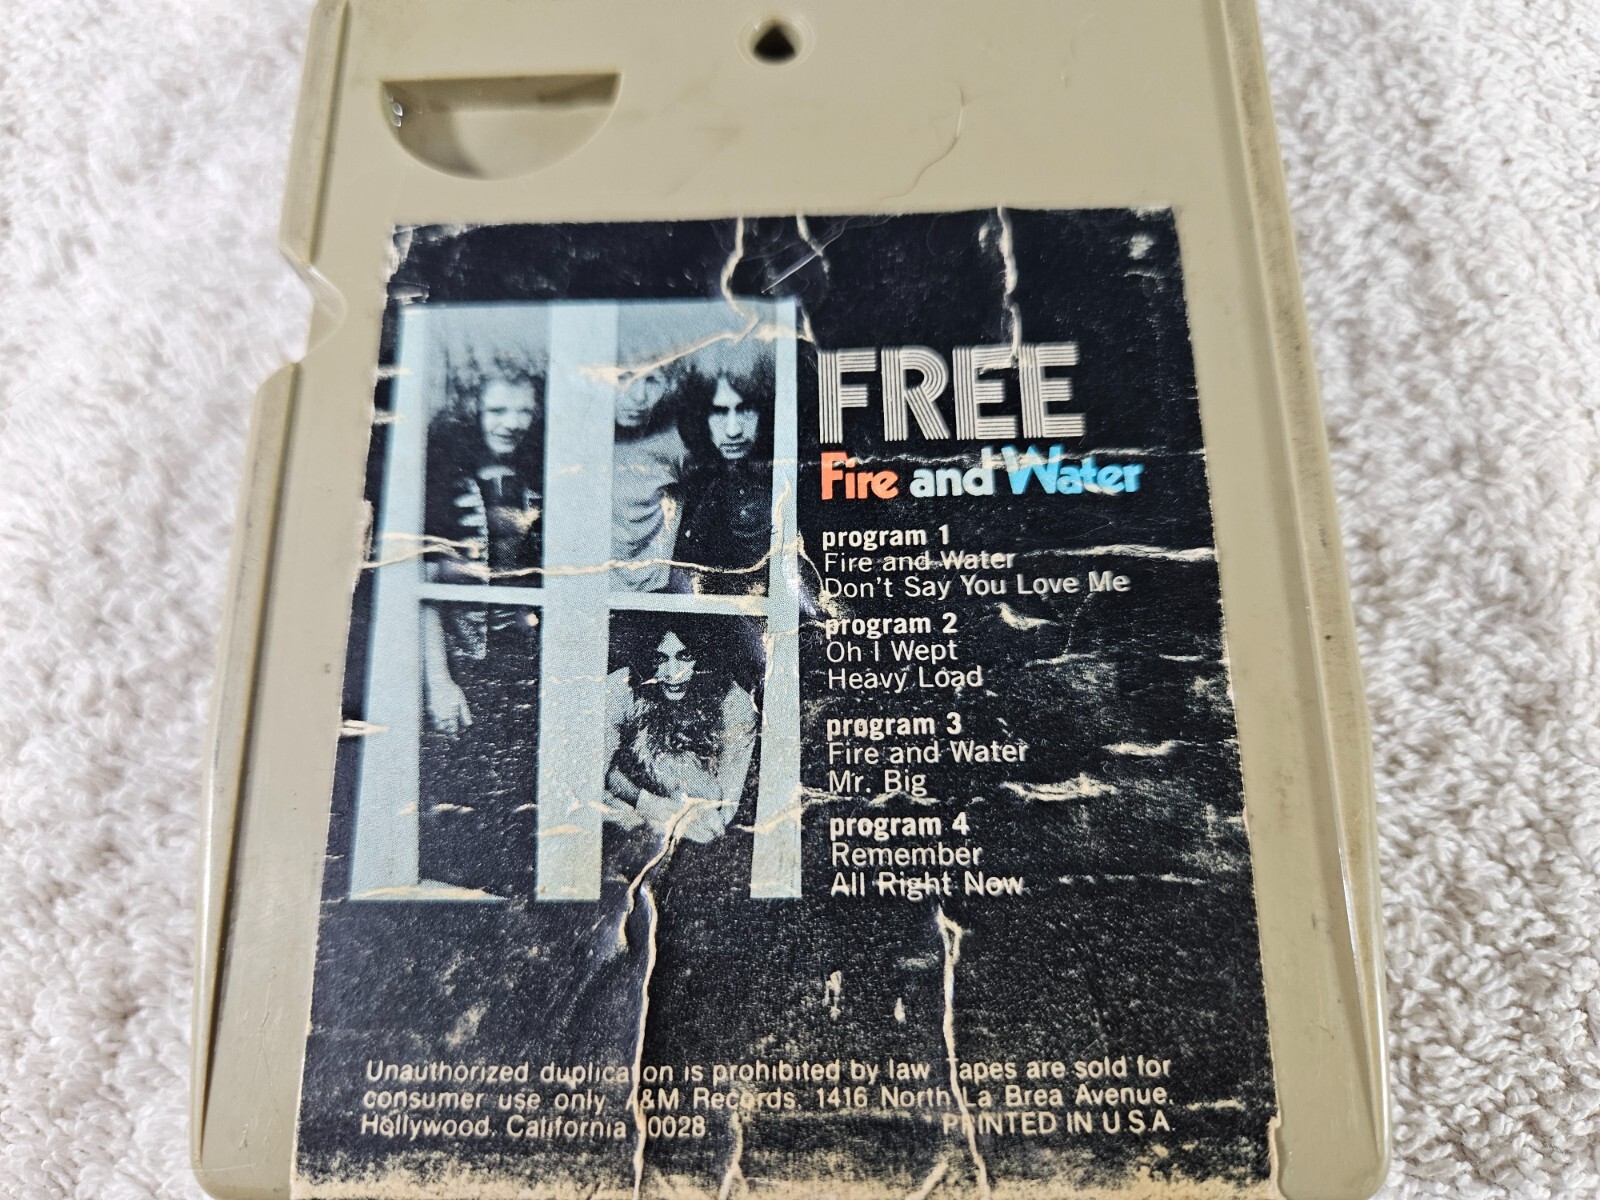 FREE
Fire and Water
program 1
Fire and Water
Don't Say You Love Me
program 2
Oh I Wept
Heavy Load
program 3
Fire and Water
Mr. Big
program 4
Remember
All Right Now
Unauthorized duplication is prohibited by law Tapes are sold for
consumer use only. A&M Records. 1416 North La Brea Avenue.
Hollywood. California 90028 PRINTED IN U.S.A.